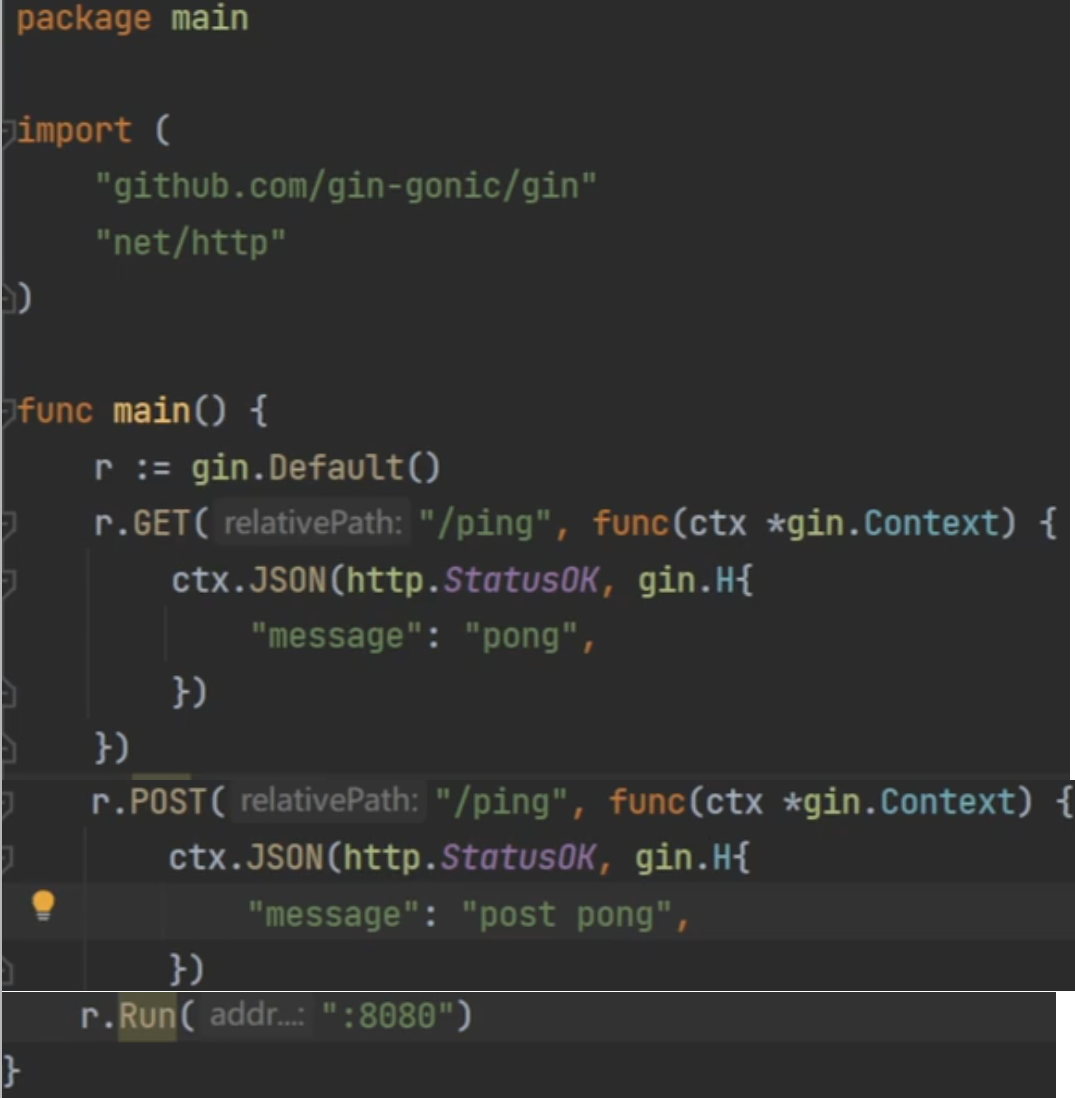 package main
import (
"github.com/gin-gonic/gin"
"net/http"
)
func main() {
r := gin.Default()
r.GET( relativePath: "/ping", func(ctx *gin.Context) {
ctx.JSON(http.StatusOK, gin.H{
"message": "pong",
})
})
r.POST( relativePath: "/ping", func(ctx *gin.Context) {
ctx.JSON(http.StatusOK, gin.H{
"message": "post pong",
})
r.Run( addr...: ":8080")
}